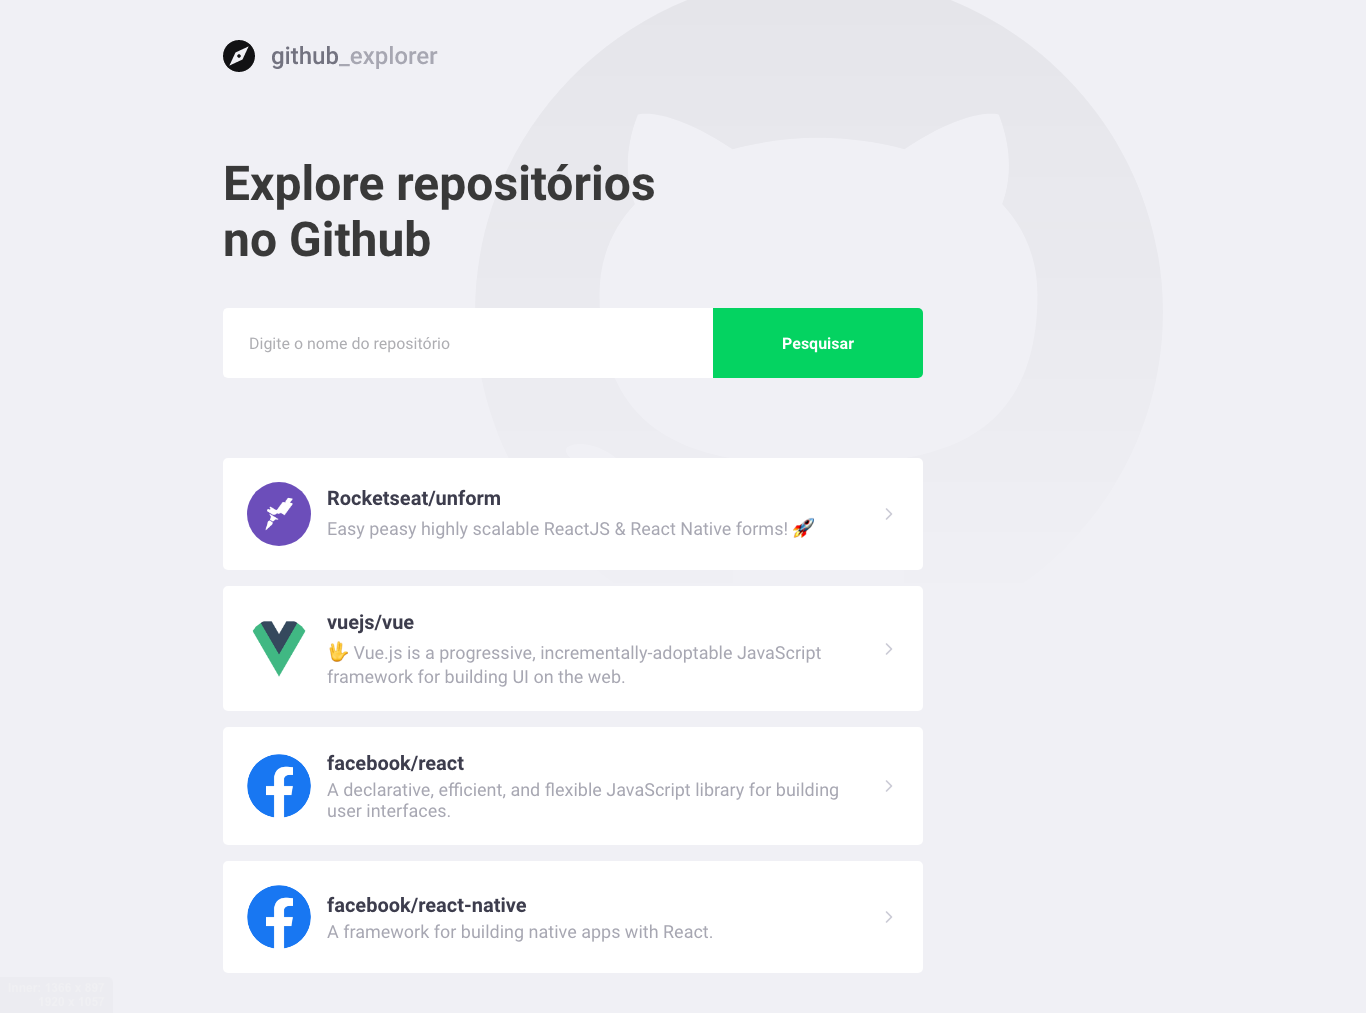 github_explorer
Explore repositórios
no Github
Digite o nome do repositório
Pesquisar
Rocketseat/unform
Easy peasy highly scalable ReactJS & React Native forms! 🚀
vuejs/vue
🖖 Vue.js is a progressive, incrementally-adoptable JavaScript
framework for building UI on the web.
facebook/react
A declarative, efficient, and flexible JavaScript library for building
user interfaces.
facebook/react-native
A framework for building native apps with React.